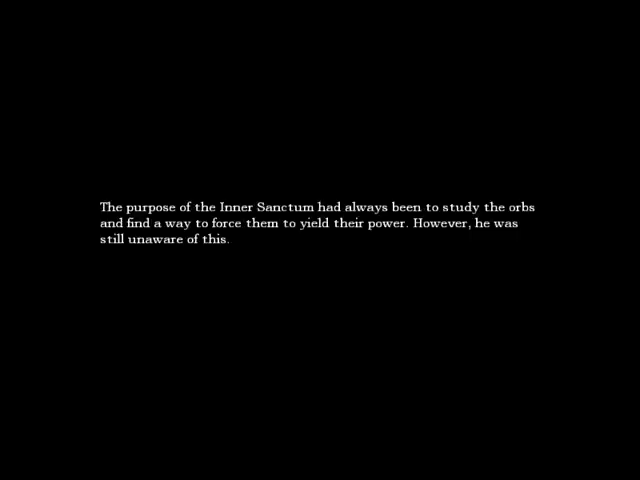 The purpose of the Inner Sanctum had always been to study the orbs
and find a way to force them to yield their power. However, he was
still unaware of this.